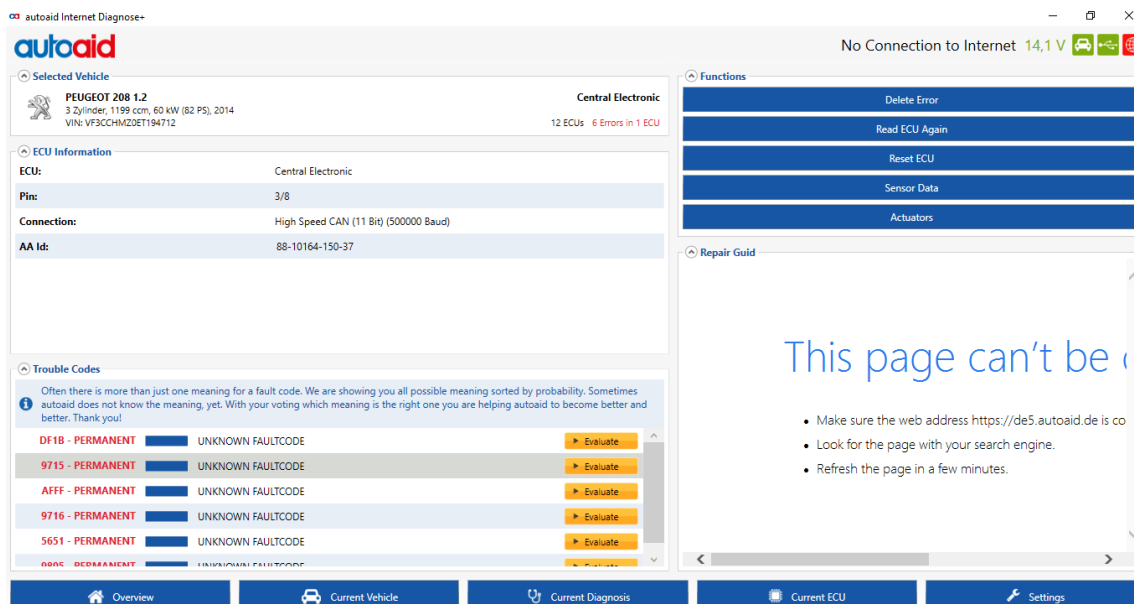 autoaid Internet Diagnose+
autoaid
No Connection to Internet 14,1 V
Selected Vehicle
PEUGEOT 208 1.2
3 Zylinder, 1199 ccm, 60 kW (82 PS), 2014
VIN: VF3CCHMZ0ET194712
Central Electronic
12 ECUs 6 Errors in 1 ECU
ECU Information
ECU: Central Electronic
Pin: 3/8
Connection: High Speed CAN (11 Bit) (500000 Baud)
AA Id: 88-10164-150-37
Trouble Codes
Often there is more than just one meaning for a fault code. We are showing you all possible meaning sorted by probability. Sometimes
autoaid does not know the meaning, yet. With your voting which meaning is the right one you are helping autoaid to become better and
better. Thank you!
DF1B - PERMANENT UNKNOWN FAULTCODE Evaluate
9715 - PERMANENT UNKNOWN FAULTCODE Evaluate
AFFF - PERMANENT UNKNOWN FAULTCODE Evaluate
9716 - PERMANENT UNKNOWN FAULTCODE Evaluate
5651 - PERMANENT UNKNOWN FAULTCODE Evaluate
9805 - PERMANENT UNKNOWN FAULTCODE Evaluate
Functions
Delete Error
Read ECU Again
Reset ECU
Sensor Data
Actuators
Repair Guid
This page can't be
Make sure the web address https://de5.autoaid.de is co
Look for the page with your search engine.
Refresh the page in a few minutes.
Overview
Current Vehicle
Current Diagnosis
Current ECU
Settings